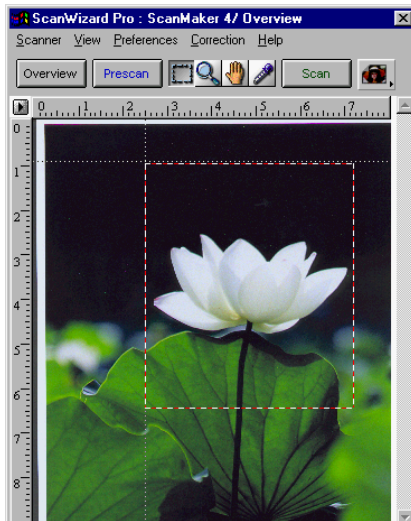 ScanWizard Pro : ScanMaker 4/ Overview
Scanner View Preferences Correction Help
Overview Prescan Scan
0 1 2 3 4 5 6 7
0
1
2
3
4
5
6
7
8